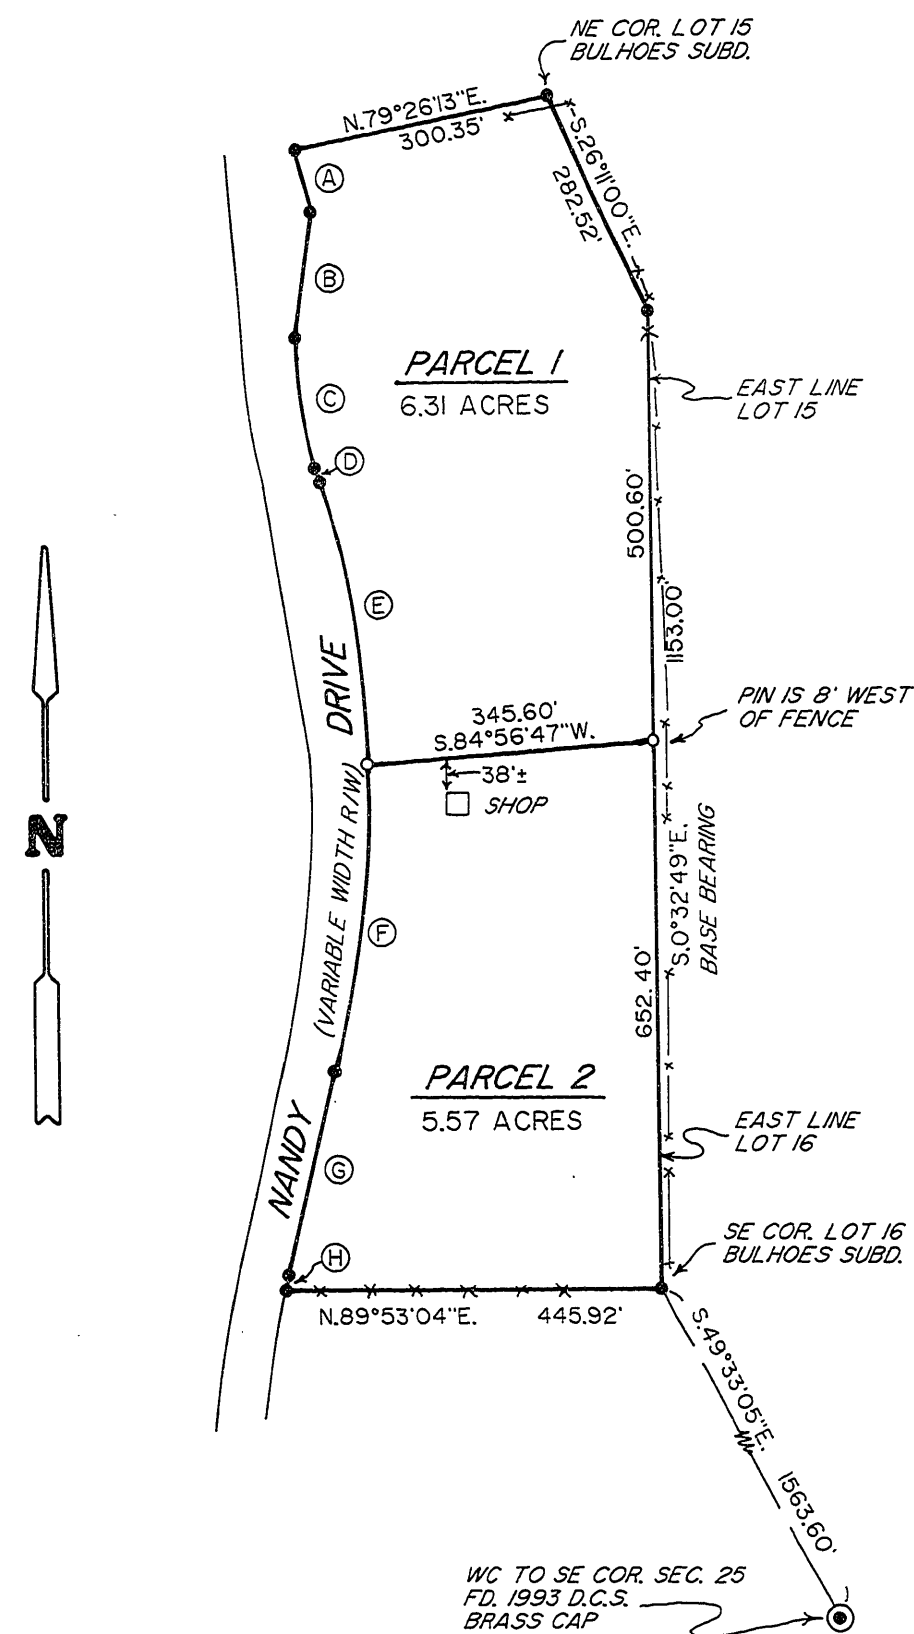 NE COR. LOT 15
BULHOES SUBD.
N.79°26'13"E.
300.35'
S.26°11'00"E.
282.52'
A
B
C
D
E
F
G
H
PARCEL 1
6.31 ACRES
EAST LINE
LOT 15
500.60'
1153.00'
PIN IS 8' WEST
OF FENCE
345.60'
S.84°56'47"W.
38'±
SHOP
NANDY DRIVE
(VARIABLE WIDTH R/W)
N
S.0°32'49"E.
BASE BEARING
652.40'
PARCEL 2
5.57 ACRES
EAST LINE
LOT 16
SE COR. LOT 16
BULHOES SUBD.
N.89°53'04"E. 445.92'
S.49°33'05"E. 1563.60'
WC TO SE COR. SEC. 25
FD. 1993 D.C.S.
BRASS CAP